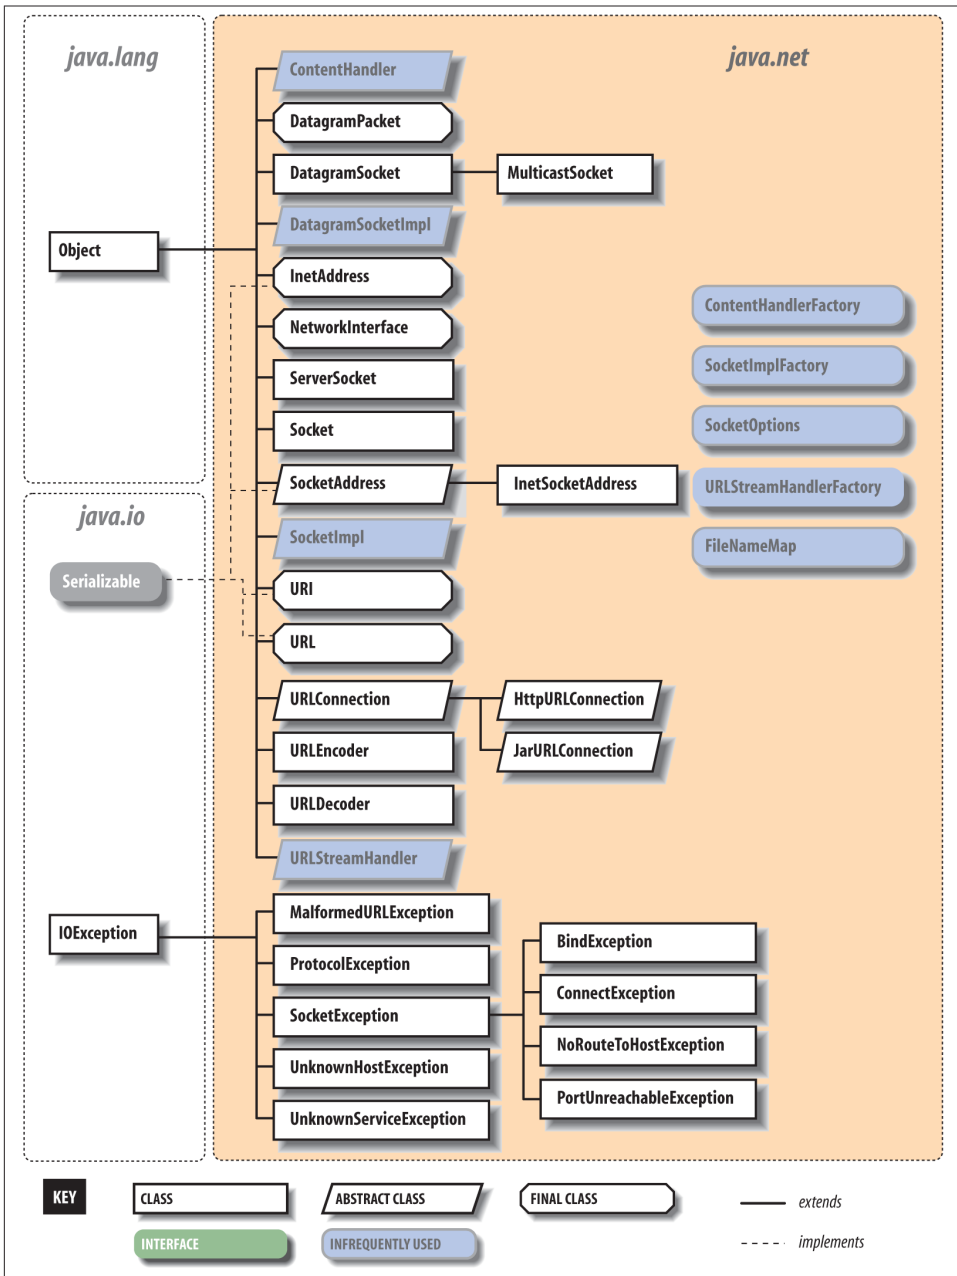 java.lang
java.net
ContentHandler
DatagramPacket
DatagramSocket
MulticastSocket
DatagramSocketImpl
Object
InetAddress
NetworkInterface
ContentHandlerFactory
ServerSocket
SocketImplFactory
Socket
SocketOptions
SocketAddress
InetSocketAddress
URLStreamHandlerFactory
java.io
SocketImpl
FileNameMap
Serializable
URI
URL
URLConnection
HttpURLConnection
URLEncoder
JarURLConnection
URLDecoder
URLStreamHandler
MalformedURLException
IOException
BindException
ProtocolException
ConnectException
SocketException
NoRouteToHostException
UnknownHostException
PortUnreachableException
UnknownServiceException
KEY
CLASS
ABSTRACT CLASS
FINAL CLASS
extends
INTERFACE
INFREQUENTLY USED
implements